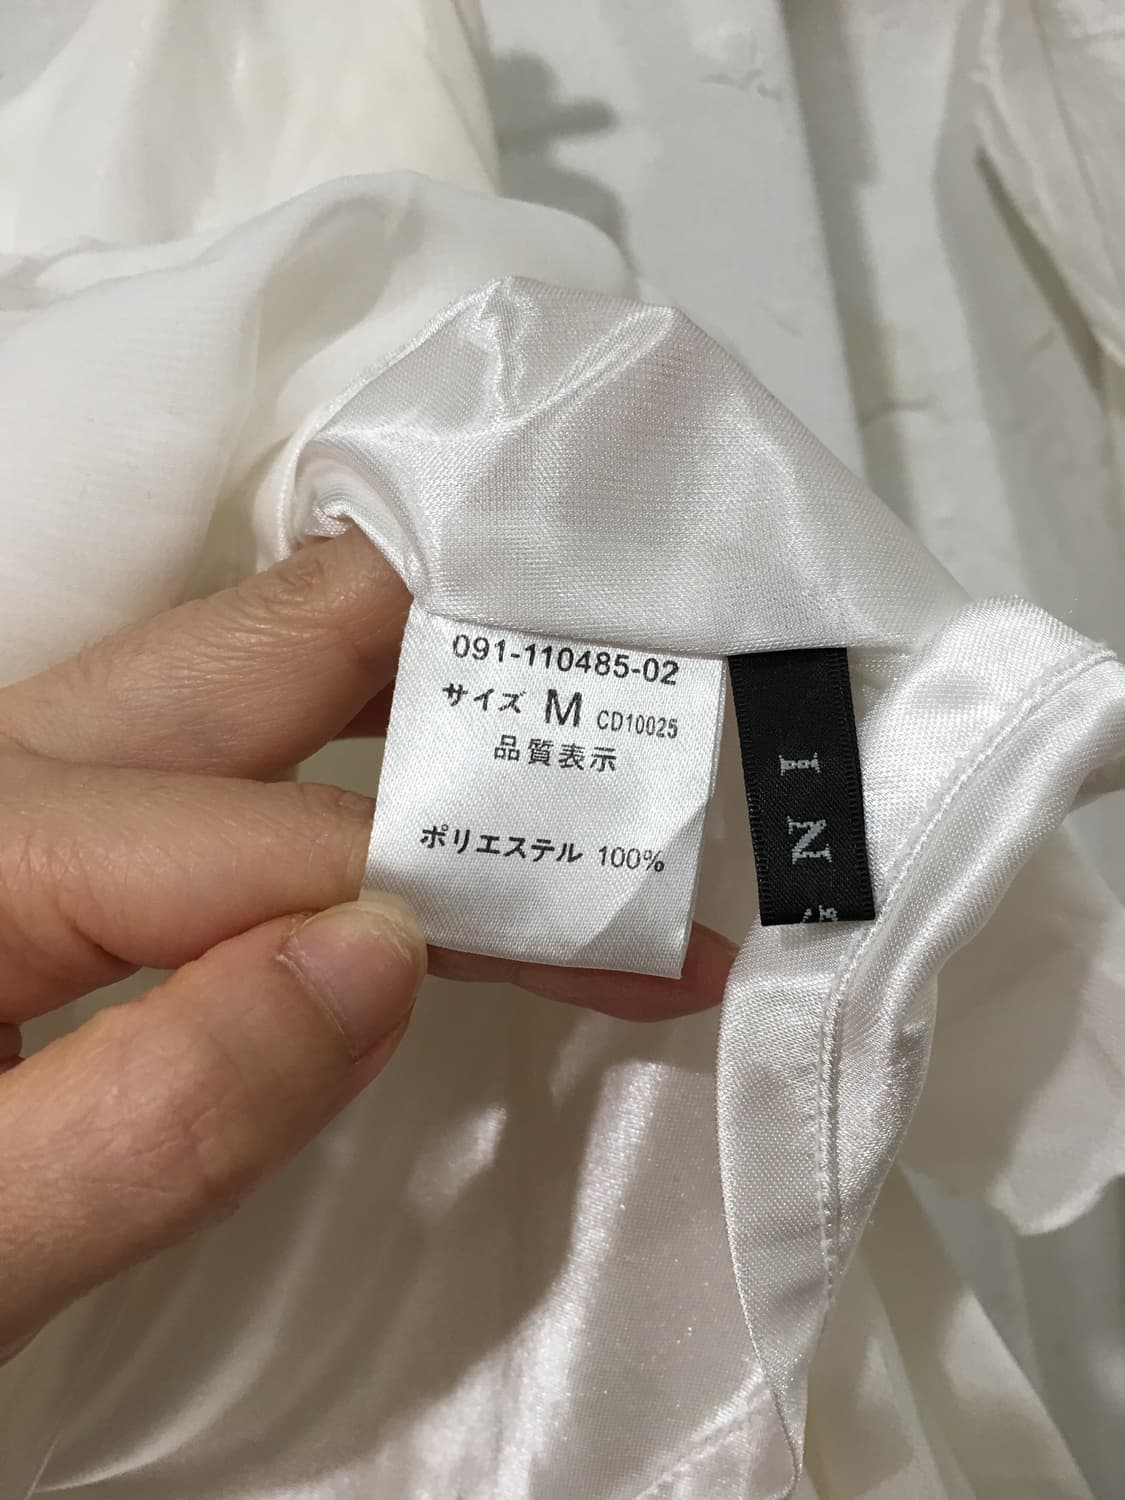 091-110485-02
サイズ M CD10025
品質表示
ポリエステル 100%
I
N